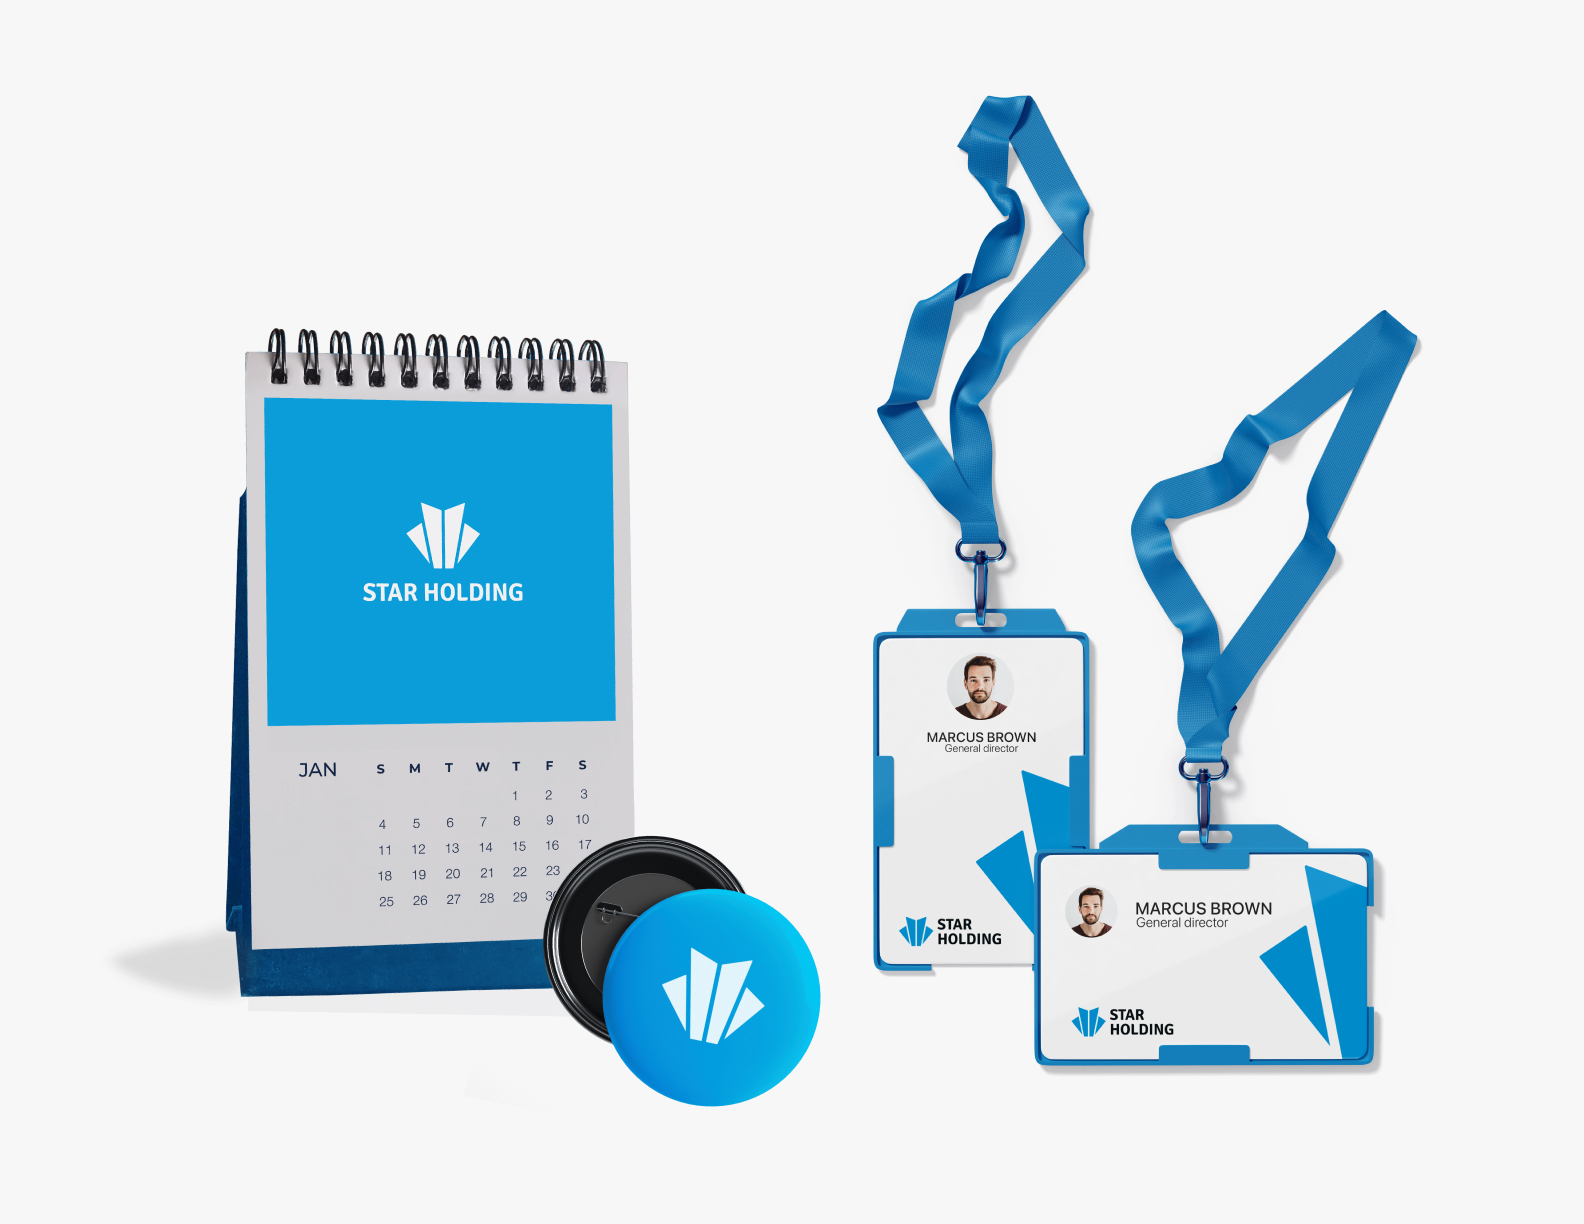 STAR HOLDING
JAN S M T W T F S
1 2 3
4 5 6 7 8 9 10
11 12 13 14 15 16 17
18 19 20 21 22 23
25 26 27 28 29
MARCUS BROWN
General director
STAR
HOLDING
MARCUS BROWN
General director
STAR
HOLDING